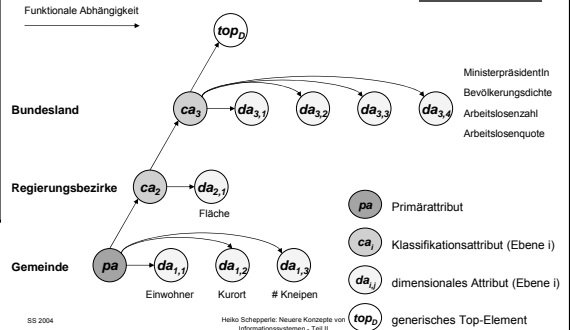 Funktionale Abhängigkeit
top_D
MinisterpräsidentIn
Bevölkerungsdichte
Arbeitslosenzahl
Arbeitslosenquote
Bundesland
ca_3
da_3,1
da_3,2
da_3,3
da_3,4
Regierungsbezirke
ca_2
da_2,1
Fläche
pa Primärattribut
ca_i Klassifikationsattribut (Ebene i)
Gemeinde
pa
da_1,1
da_1,2
da_1,3
da_i,j dimensionales Attribut (Ebene i)
Einwohner
Kurort
# Kneipen
top_D generisches Top-Element
SS 2004
Heiko Schepperle: Neuere Konzepte von
Informationssystemen - Teil II